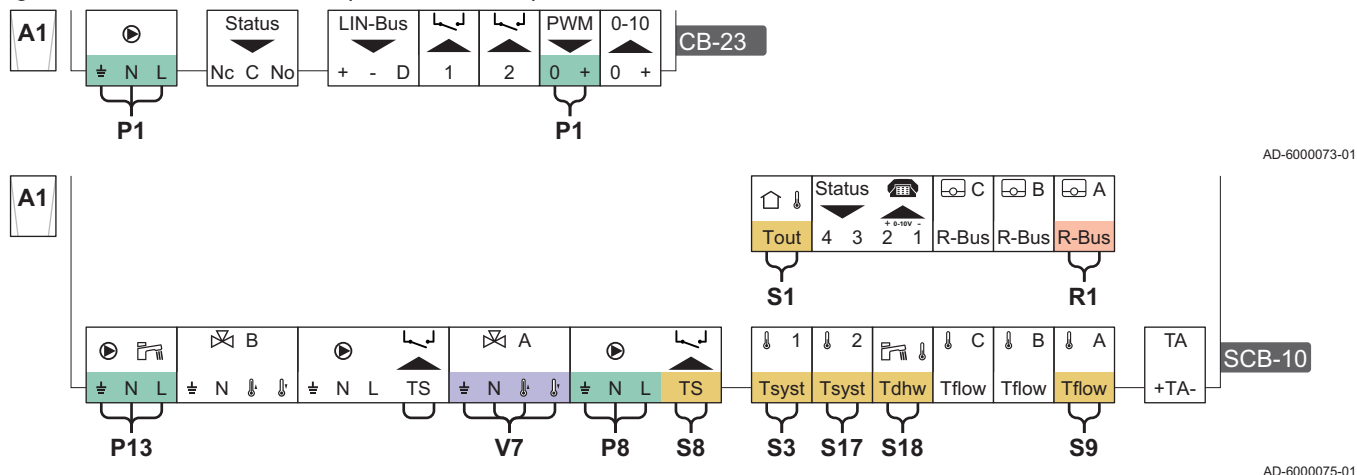 A1
Status LIN-Bus PWM 0-10
CB-23
N L Nc C No + - D 1 2 0 + 0 +
P1 P1
AD-6000073-01
A1
Status C B A
+ 0-10V -
Tout 4 3 2 1 R-Bus R-Bus R-Bus
S1 R1
B A 1 2 C B A TA
SCB-10
N L N N L TS N N L TS Tsyst Tsyst Tdhw Tflow Tflow Tflow +TA-
P13 V7 P8 S8 S3 S17 S18 S9
AD-6000075-01